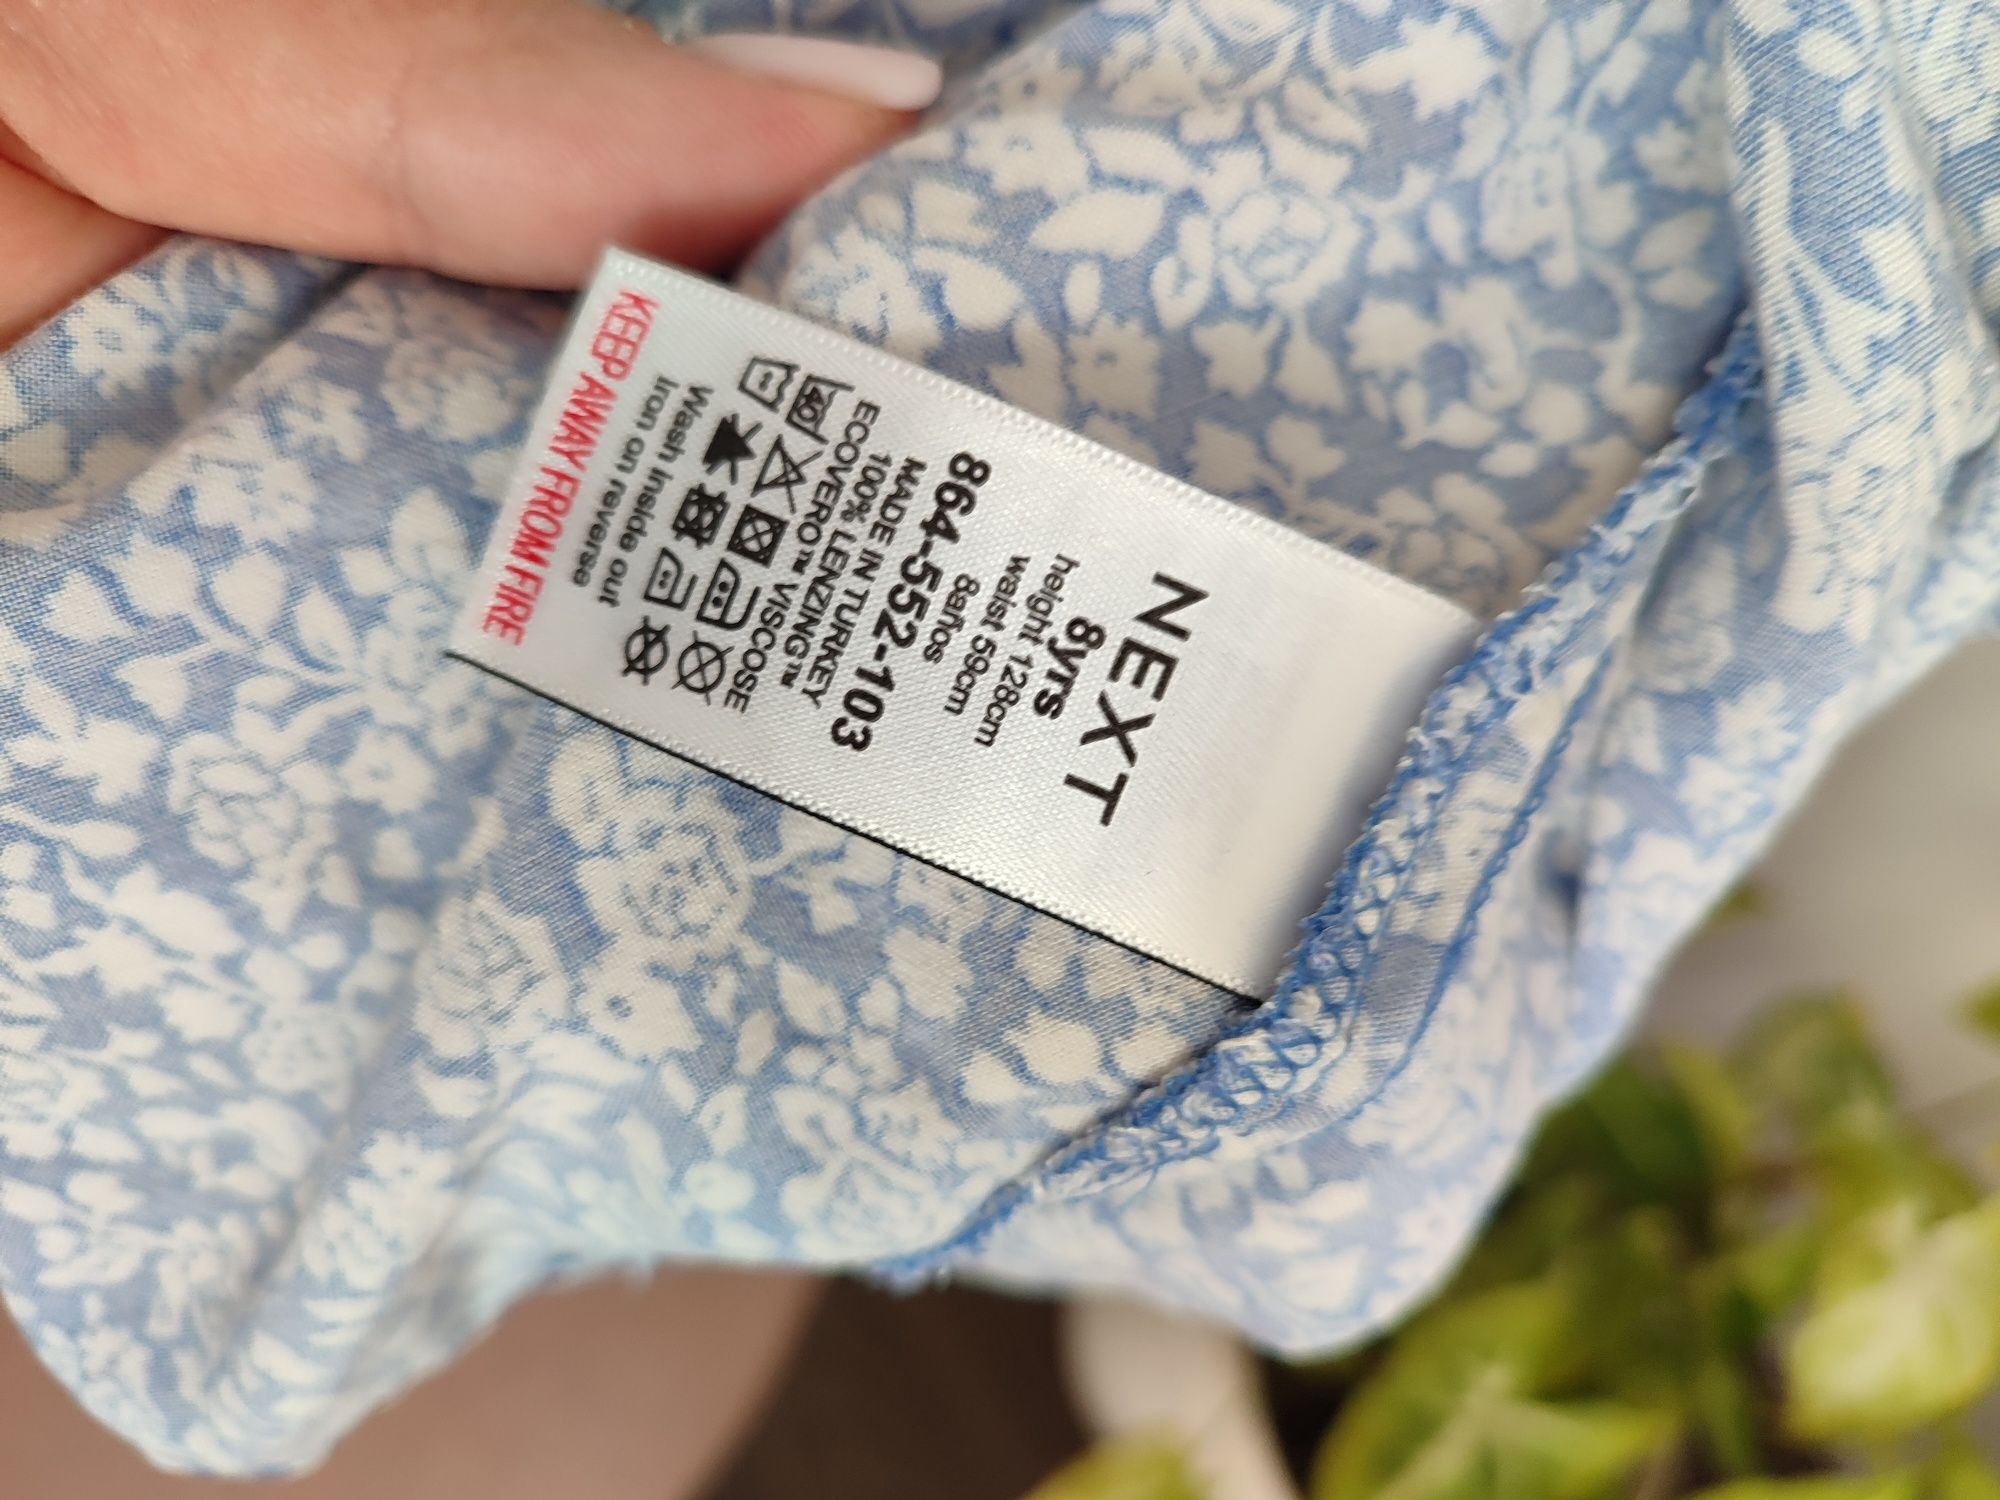 NEXT
8yrs
height 128cm
waist 59cm
8años
864-552-103
MADE IN TURKEY
100% LENZING™
ECOVERO™ VISCOSE
40
Wash inside out
Iron on reverse
KEEP AWAY FROM FIRE